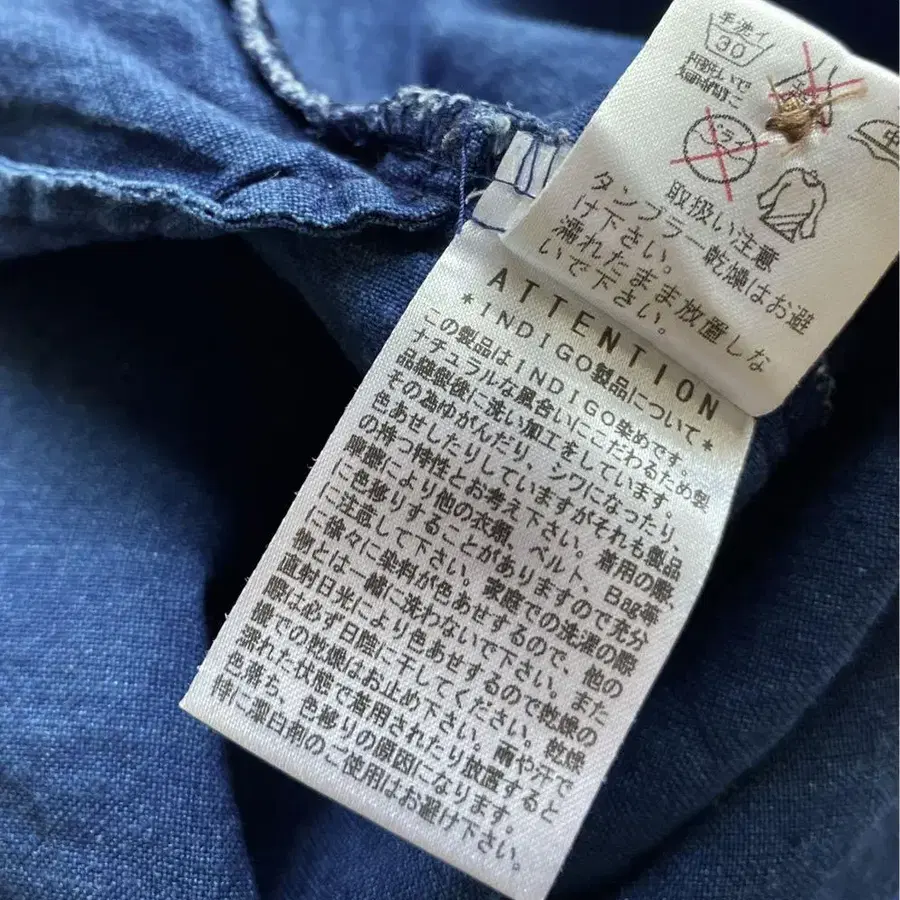 手洗イ
30
中
ドライ
取扱い注意
タンブラー乾燥はお避
け下さい。
濡れたまま放置しな
いで下さい。
ATTENTION
*INDIGO製品について*
この製品はINDIGO染めです。
ナチュラルな風合いにこだわるため製
品縫製後に洗い加工をしています。
その為ゆがんだり、シワになったり、
色あせしたりしていますがそれも製品
の持つ特性とお考え下さい。着用の際、
摩擦により他の衣類、ベルト、Bag等
に色移りすることがありますので充分
に注意して下さい。家庭での洗濯の際
徐々に染料が色あせするので、他の
物とは一緒に洗わないで下さい。また
直射日光により色あせするので乾燥の
際は必ず日陰に干してください。乾燥
機での乾燥はお止め下さい。雨や汗で
濡れた状態で着用されたり放置すると
色落ち、色移りの原因になります。
特に漂白剤のご使用はお避け下さい。